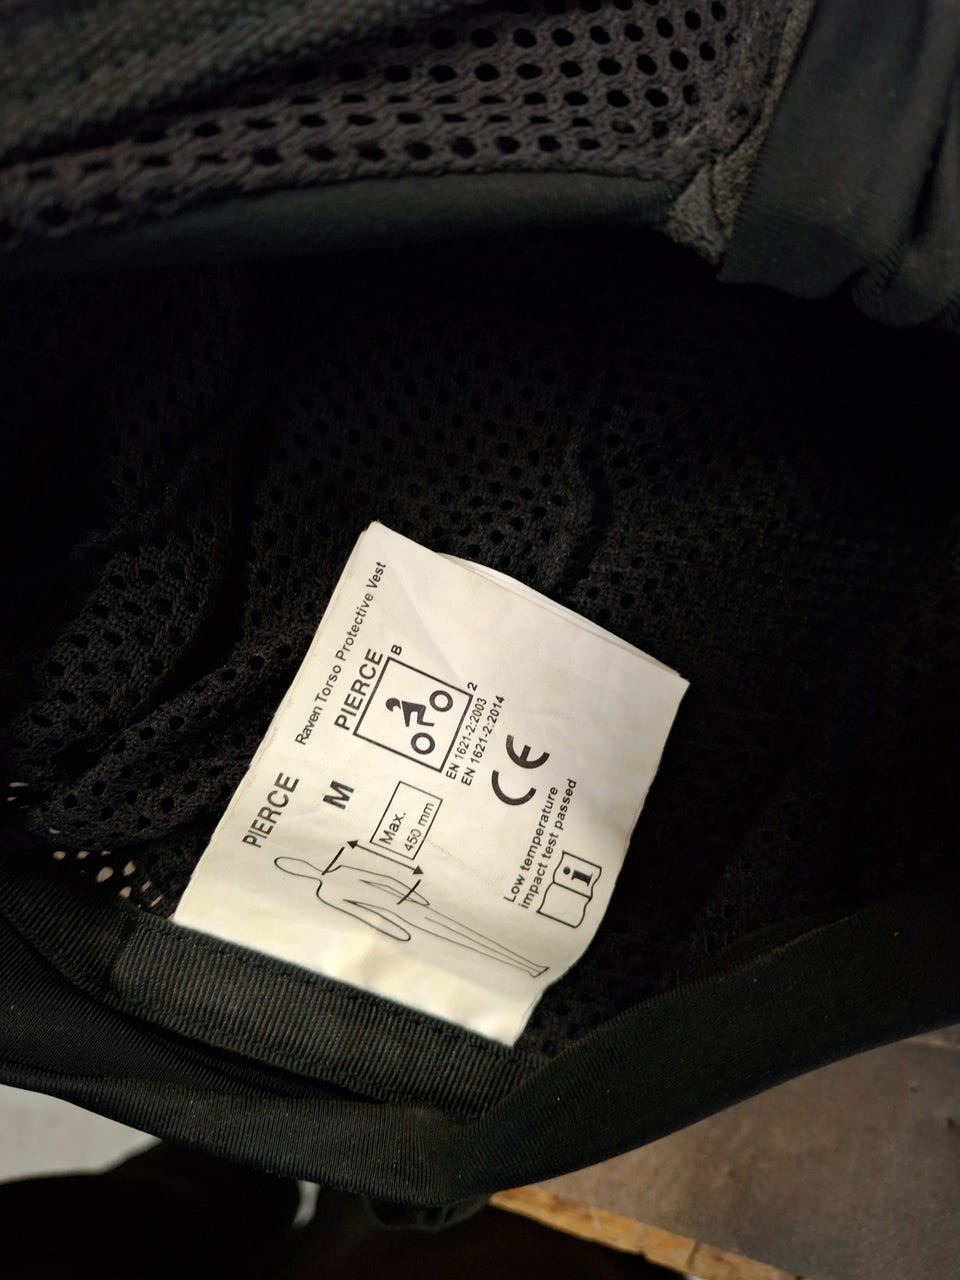 PIERCE
Raven Torso Protective Vest
M
PIERCE
B
2
Max.
450 mm
EN 1621-2:2003
EN 1621-2:2014
CE
Low temperature
impact test passed
i